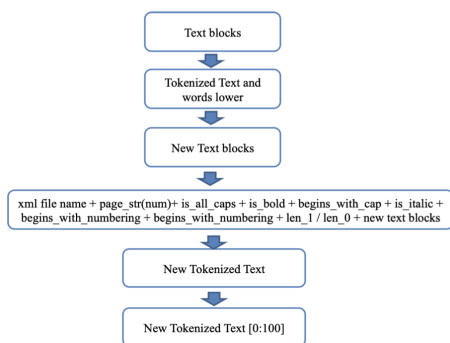 Text blocks
Tokenized Text and
words lower
New Text blocks
xml file name + page_str(num)+ is_all_caps + is_bold + begins_with_cap + is_italic +
begins_with_numbering + begins_with_numbering + len_1 / len_0 + new text blocks
New Tokenized Text
New Tokenized Text [0:100]